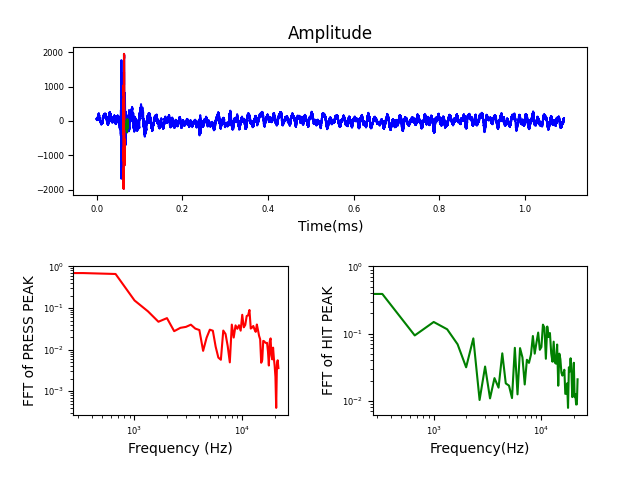 Amplitude
2000
1000
0
−1000
−2000
0.0 0.2 0.4 0.6 0.8 1.0
Time(ms)
FFT of PRESS PEAK
10⁰
10⁻¹
10⁻²
10⁻³
10³ 10⁴
Frequency (Hz)
FFT of HIT PEAK
10⁰
10⁻¹
10⁻²
10³ 10⁴
Frequency(Hz)